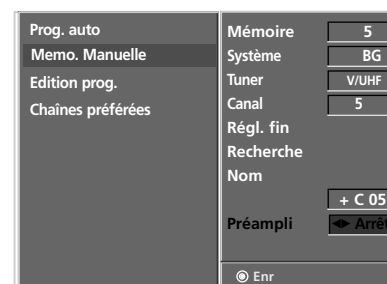 Prog. auto
Memo. Manuelle
Edition prog.
Chaînes préférées
Mémoire 5
Système BG
Tuner V/UHF
Canal 5
Régl. fin
Recherche
Nom
+ C 05
Préampli ◄► Arrêt
Enr